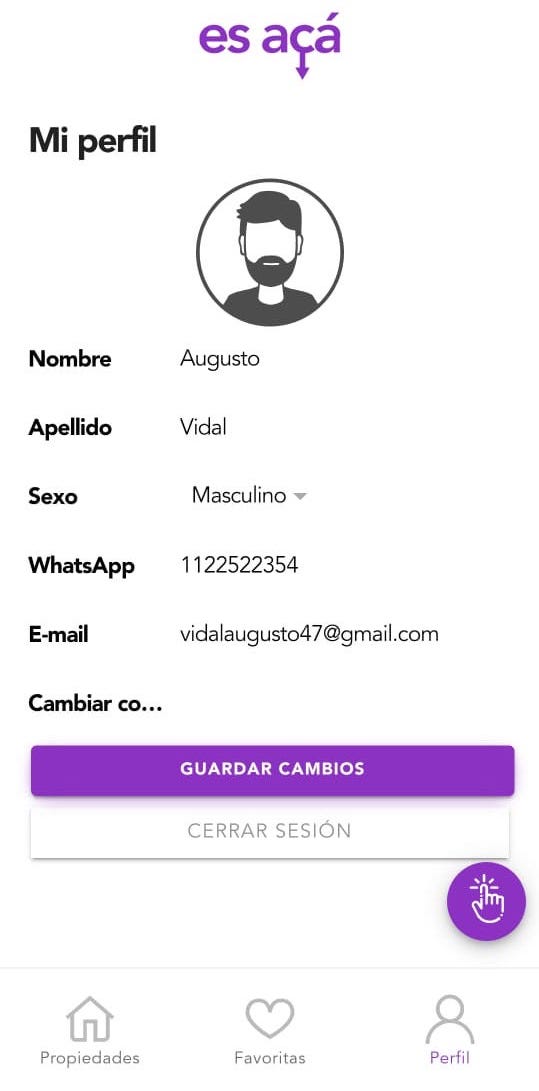 es açá
Mi perfil
Nombre Augusto
Apellido Vidal
Sexo Masculino
WhatsApp 1122522354
E-mail vidalaugusto47@gmail.com
Cambiar co...
GUARDAR CAMBIOS
CERRAR SESIÓN
Propiedades Favoritas Perfil